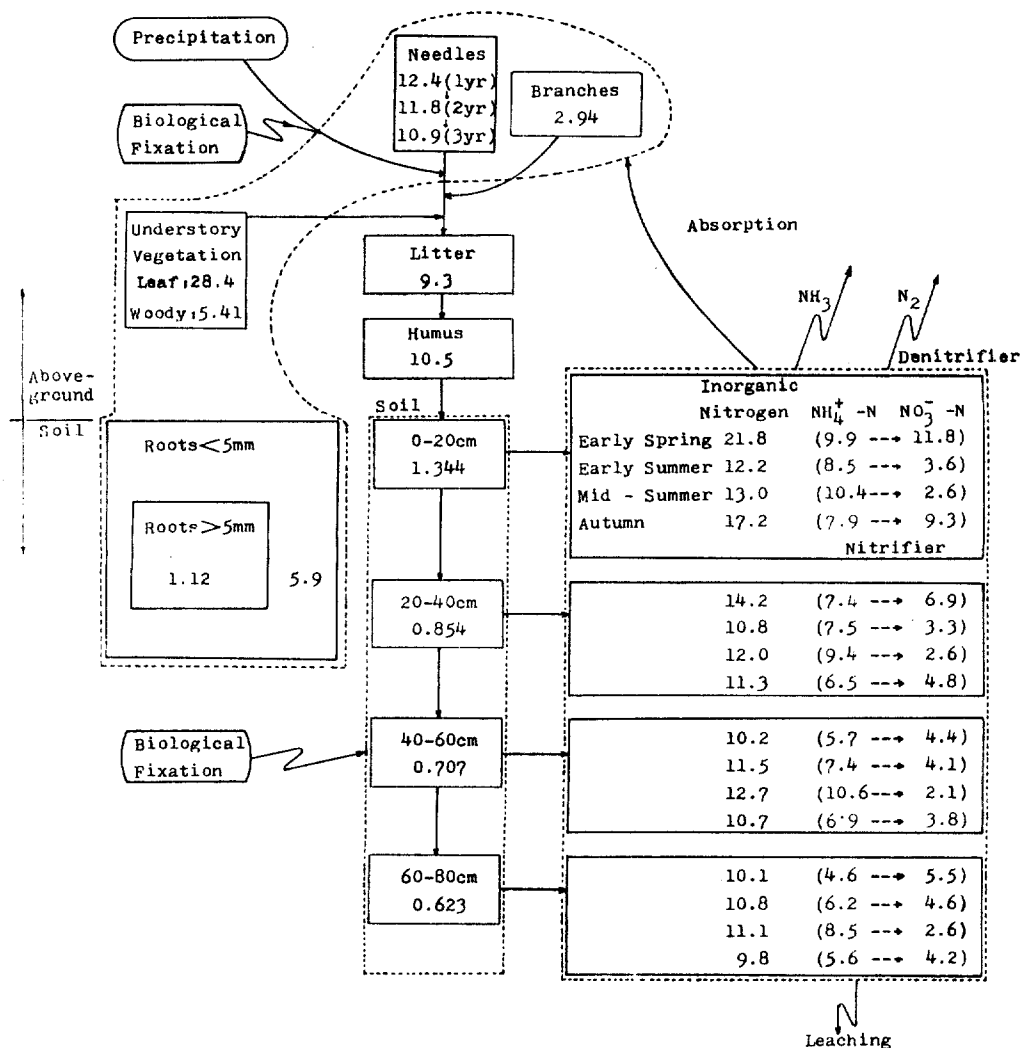 Precipitation
Needles
12.4(1yr)
11.8(2yr)
10.9(3yr)
Branches
2.94
Biological
Fixation
Understory
Vegetation
Leaf:28.4
Woody:5.41
Absorption
Litter
9.3
NH3
N2
Humus
10.5
Denitrifier
Above-
ground
Soil
Soil
Inorganic
Nitrogen NH4+ -N NO3- -N
Early Spring 21.8 (9.9 ---→ 11.8)
Early Summer 12.2 (8.5 ---→ 3.6)
Mid - Summer 13.0 (10.4---→ 2.6)
Autumn 17.2 (7.9 ---→ 9.3)
Nitrifier
0-20cm
1.344
Roots<5mm
Roots>5mm
1.12
5.9
20-40cm
0.854
14.2 (7.4 ---→ 6.9)
10.8 (7.5 ---→ 3.3)
12.0 (9.4 ---→ 2.6)
11.3 (6.5 ---→ 4.8)
Biological
Fixation
40-60cm
0.707
10.2 (5.7 ---→ 4.4)
11.5 (7.4 ---→ 4.1)
12.7 (10.6---→ 2.1)
10.7 (6.9 ---→ 3.8)
60-80cm
0.623
10.1 (4.6 ---→ 5.5)
10.8 (6.2 ---→ 4.6)
11.1 (8.5 ---→ 2.6)
9.8 (5.6 ---→ 4.2)
Leaching